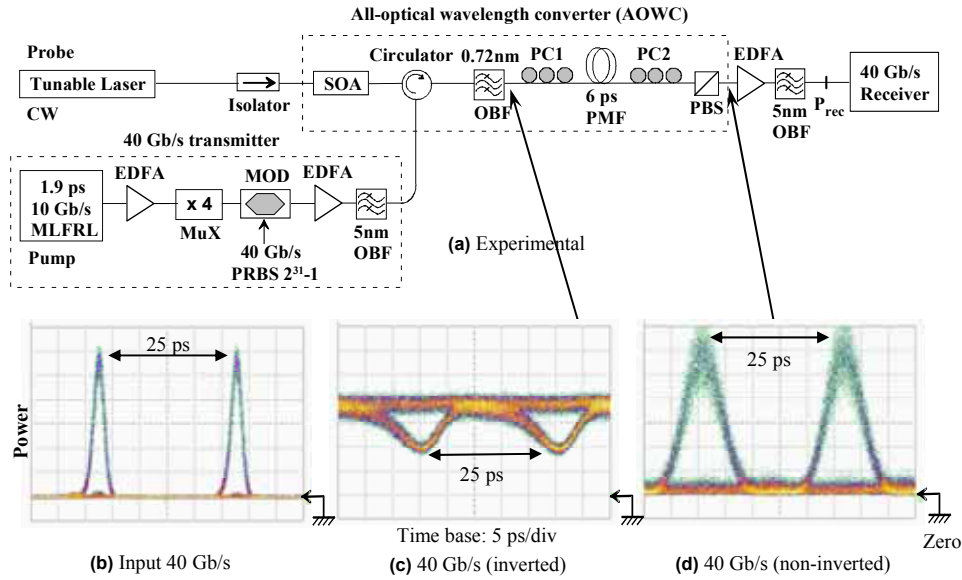 All-optical wavelength converter (AOWC)
Probe
Tunable Laser
CW
Isolator
SOA
Circulator
0.72nm
OBF
PC1
6 ps
PMF
PC2
PBS
EDFA
5nm
OBF
Prec
40 Gb/s
Receiver
40 Gb/s transmitter
1.9 ps
10 Gb/s
MLFRL
Pump
EDFA
x 4
MuX
MOD
40 Gb/s
PRBS 2³¹-1
EDFA
5nm
OBF
(a) Experimental
25 ps
25 ps
25 ps
Power
Zero
Time base: 5 ps/div
(b) Input 40 Gb/s
(c) 40 Gb/s (inverted)
(d) 40 Gb/s (non-inverted)